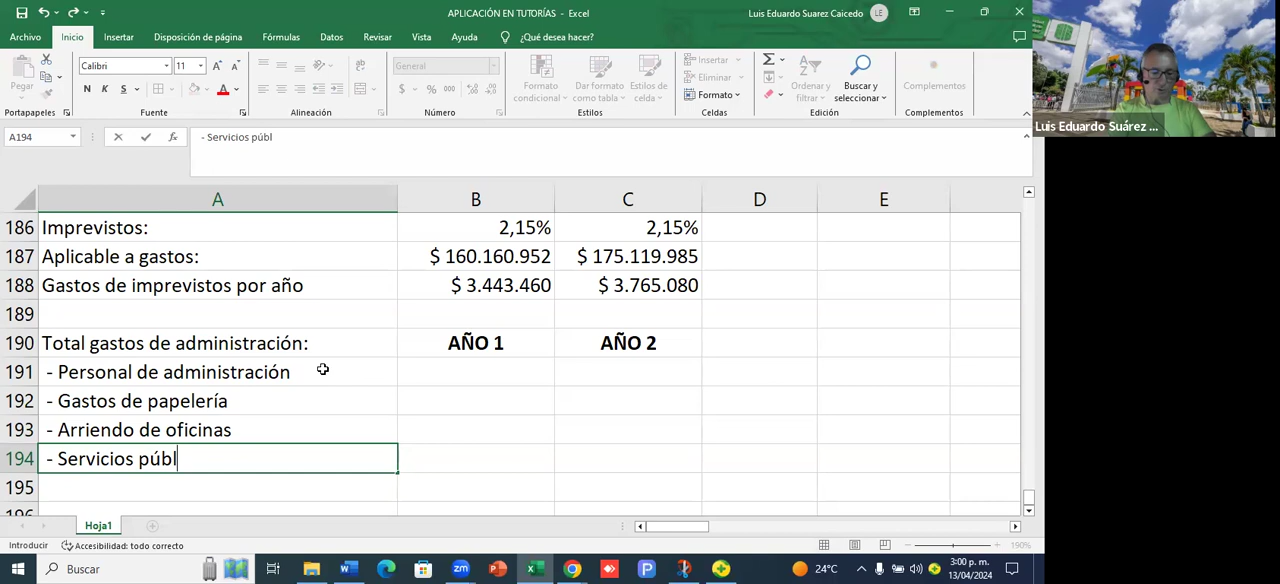 APLICACIÓN EN TUTORÍAS - Excel
Luis Eduardo Suarez Caicedo
LE
Archivo Inicio Insertar Disposición de página Fórmulas Datos Revisar Vista Ayuda ¿Qué desea hacer?
Pegar
Calibri 11
N K S
General
$ % 000
Formato condicional
Dar formato como tabla
Estilos de celda
Insertar
Eliminar
Formato
Ordenar y filtrar
Buscar y seleccionar
Complementos
Portapapeles Fuente Alineación Número Estilos Celdas Edición Complementos
A194 fx - Servicios públ
A B C D E
186 Imprevistos: 2,15% 2,15%
187 Aplicable a gastos: $ 160.160.952 $ 175.119.985
188 Gastos de imprevistos por año $ 3.443.460 $ 3.765.080
189
190 Total gastos de administración: AÑO 1 AÑO 2
191 - Personal de administración
192 - Gastos de papelería
193 - Arriendo de oficinas
194 - Servicios públ
195
196
Hoja1
Introducir Accesibilidad: todo correcto 190%
Buscar
24°C
3:00 p. m.
13/04/2024
Luis Eduardo Suárez ...